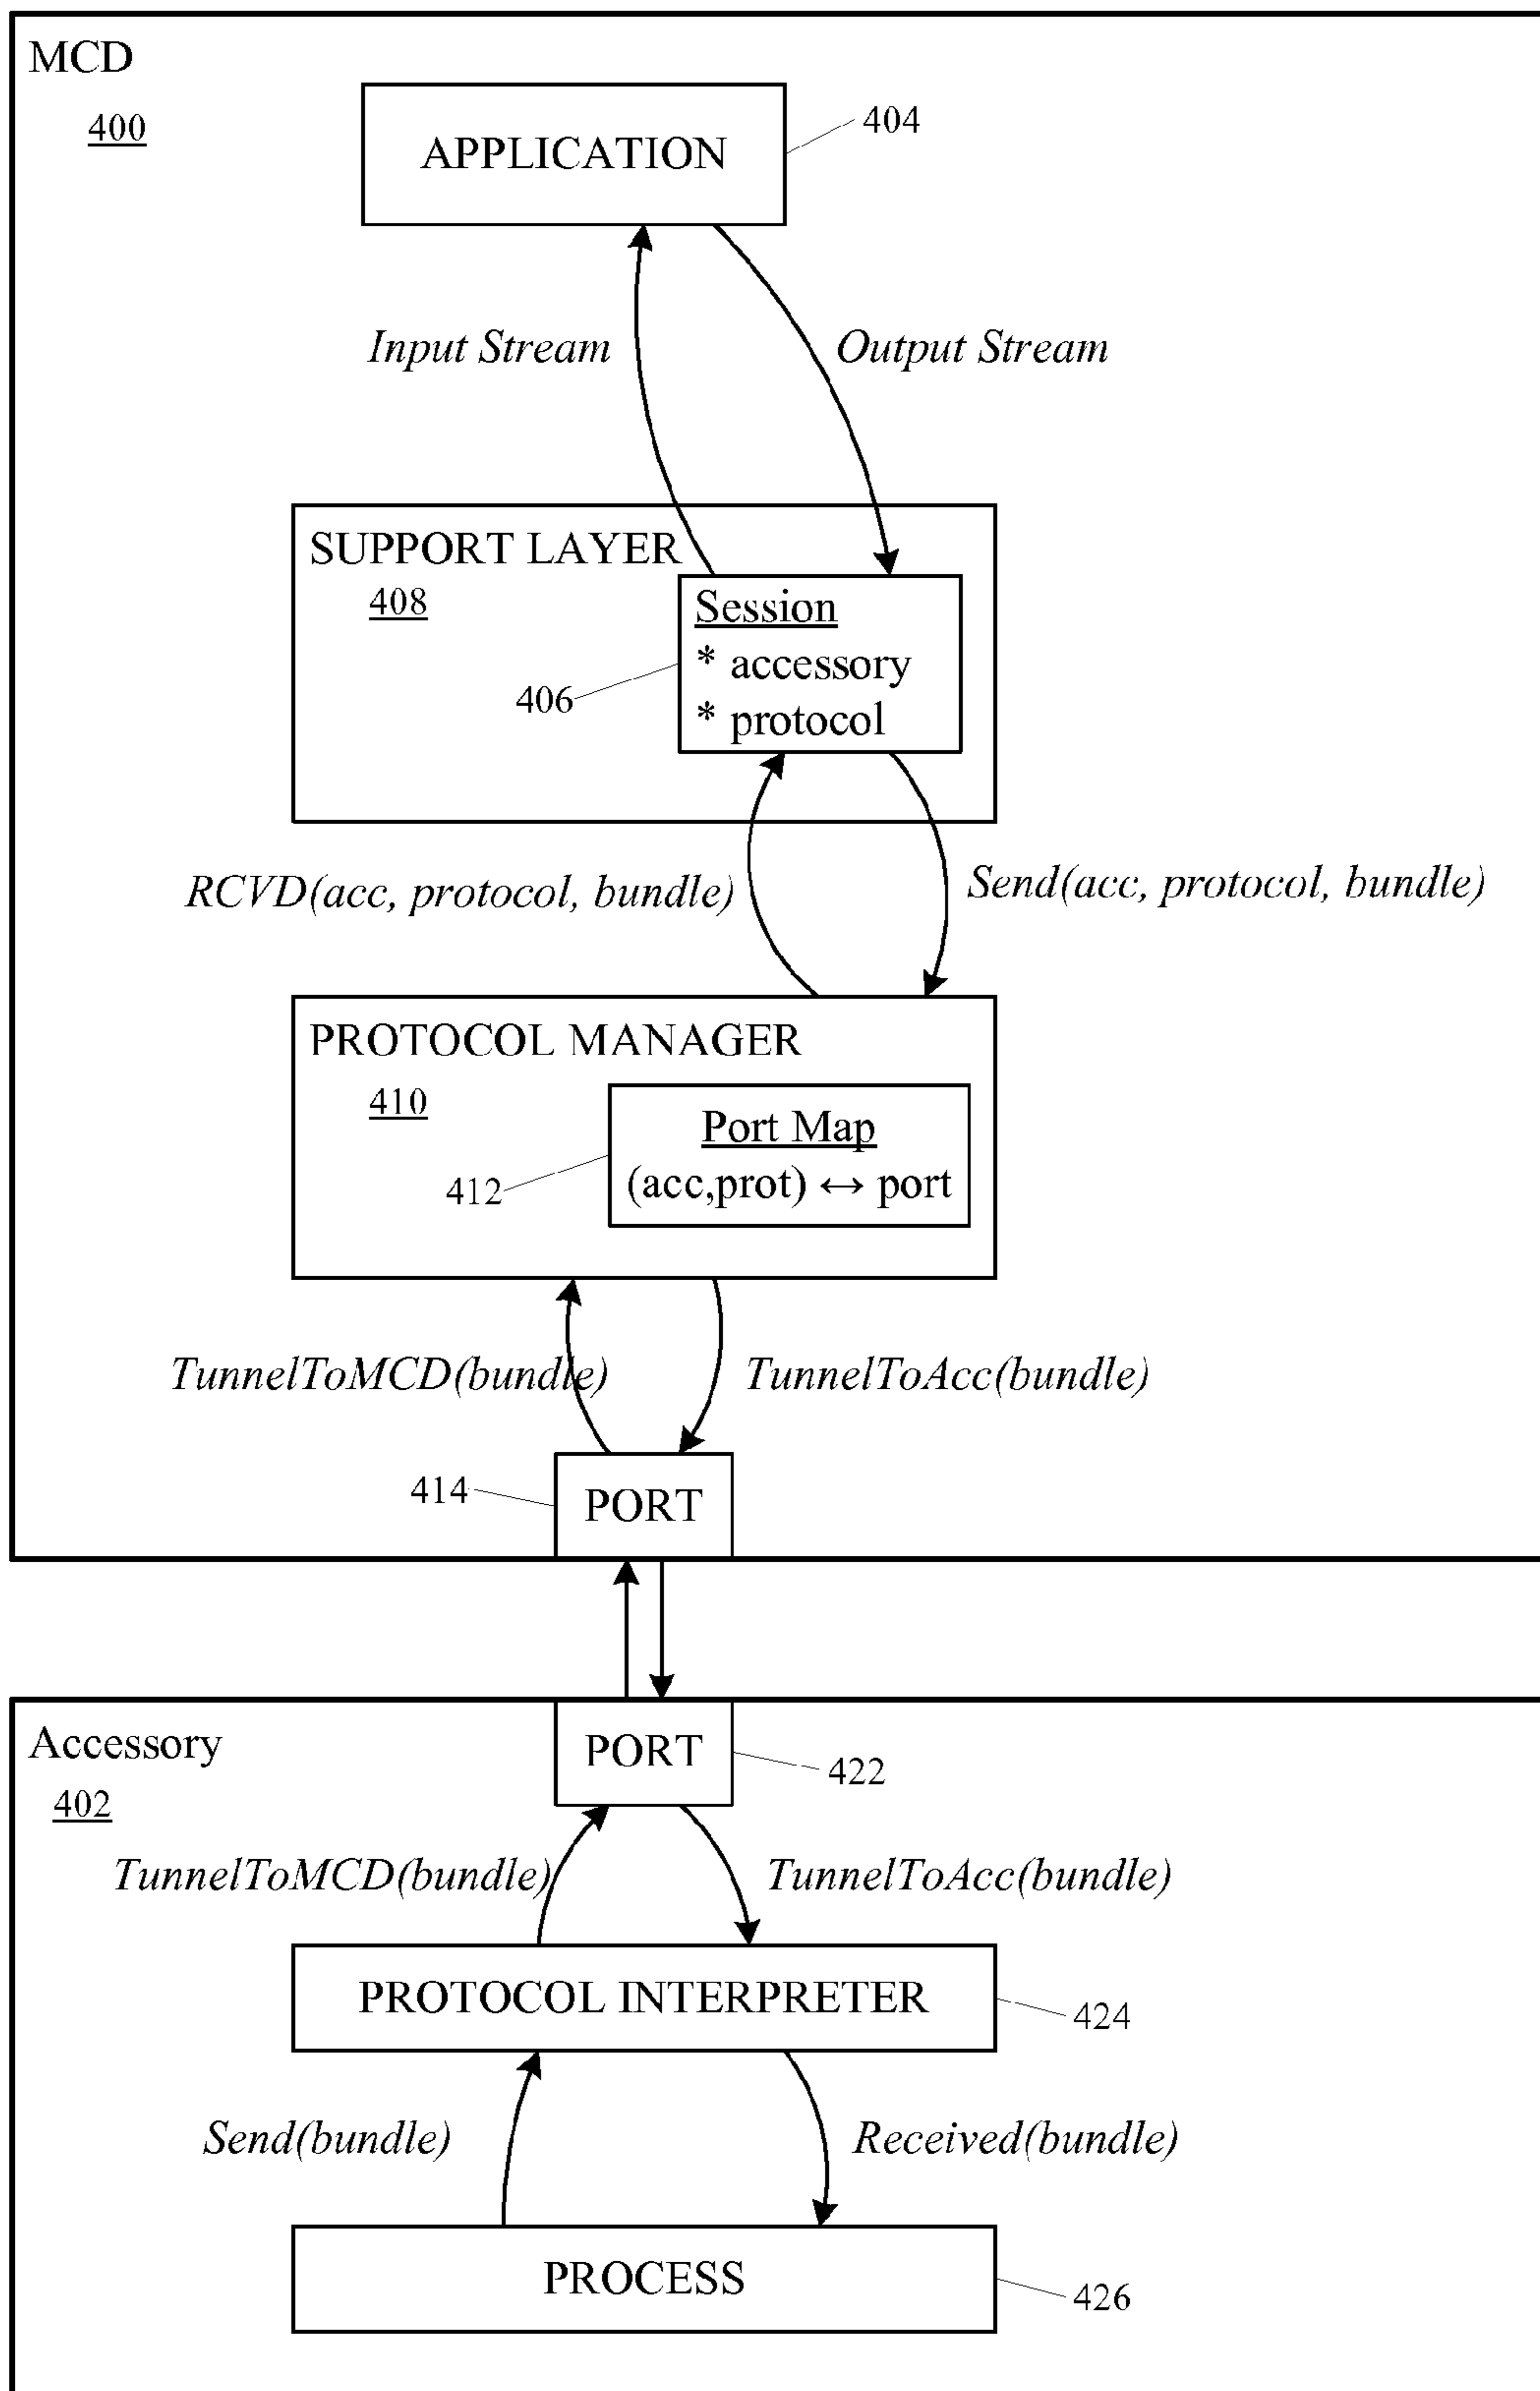 MCD
400
APPLICATION
404
Input Stream
Output Stream
SUPPORT LAYER
408
Session
* accessory
* protocol
406
RCVD(acc, protocol, bundle)
Send(acc, protocol, bundle)
PROTOCOL MANAGER
410
Port Map
(acc,prot) ↔ port
412
TunnelToMCD(bundle)
TunnelToAcc(bundle)
414
PORT
Accessory
402
PORT
422
TunnelToMCD(bundle)
TunnelToAcc(bundle)
PROTOCOL INTERPRETER
424
Send(bundle)
Received(bundle)
PROCESS
426